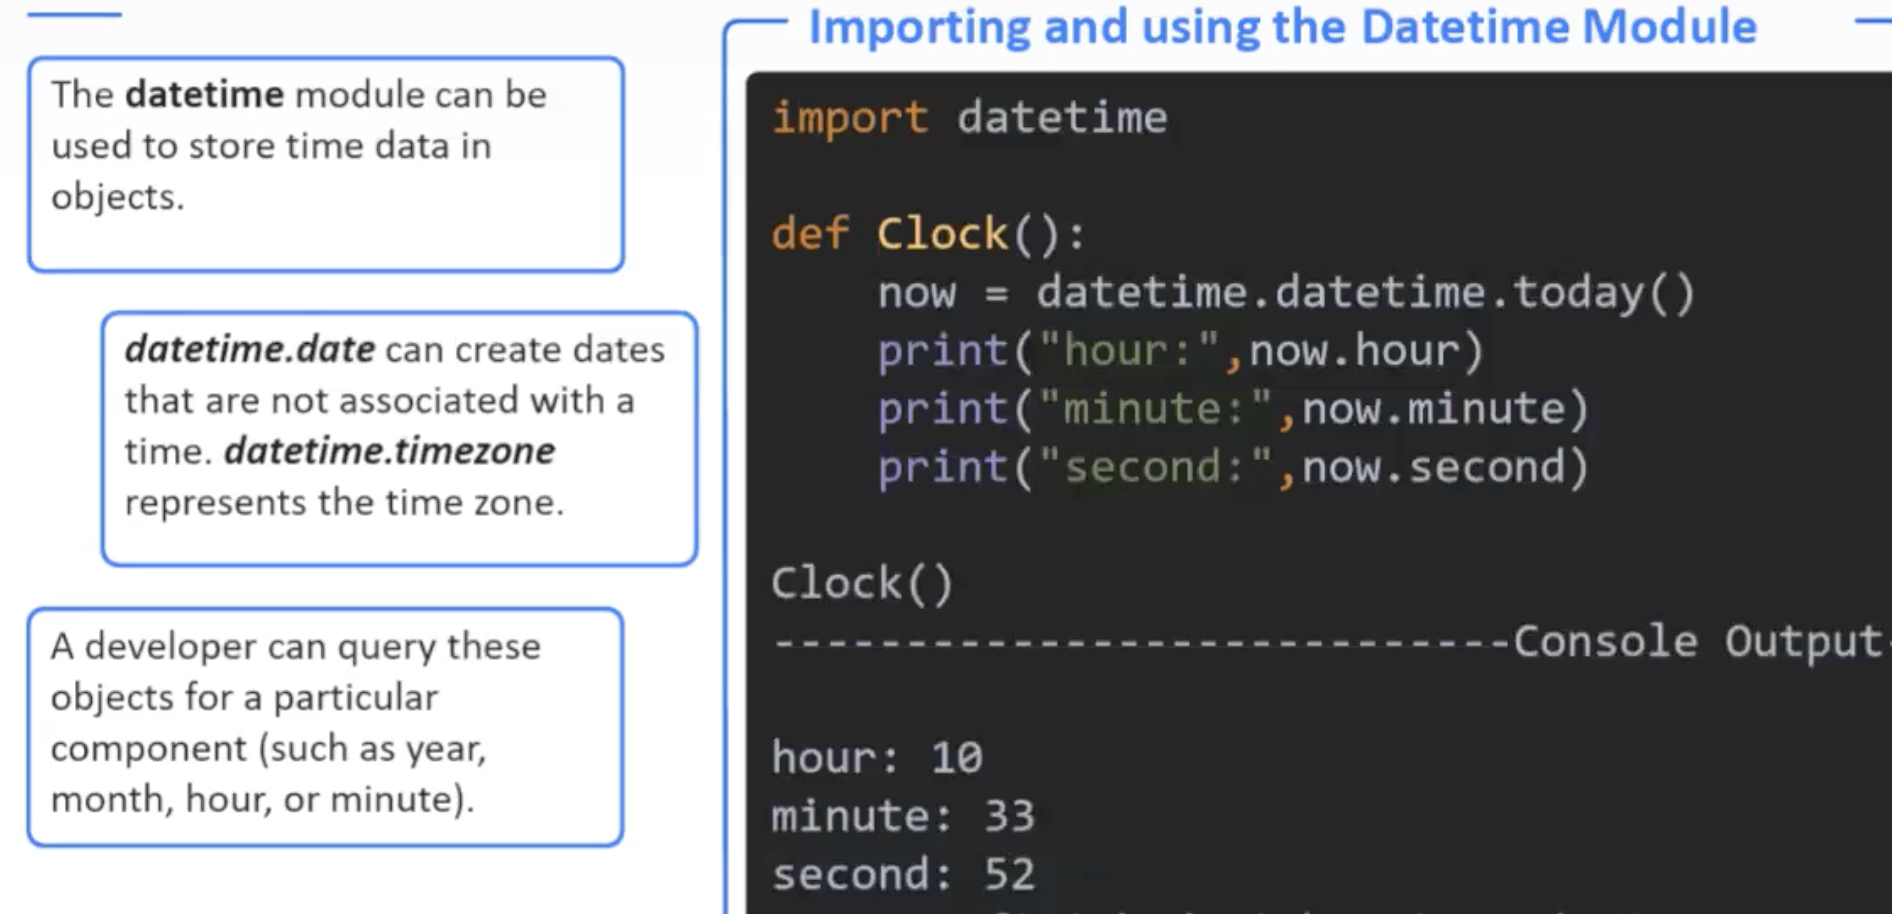 The datetime module can be
used to store time data in
objects.
datetime.date can create dates
that are not associated with a
time. datetime.timezone
represents the time zone.
A developer can query these
objects for a particular
component (such as year,
month, hour, or minute).
Importing and using the Datetime Module
import datetime
def Clock():
    now = datetime.datetime.today()
    print("hour:",now.hour)
    print("minute:",now.minute)
    print("second:",now.second)
Clock()
----------------------------Console Output-
hour: 10
minute: 33
second: 52